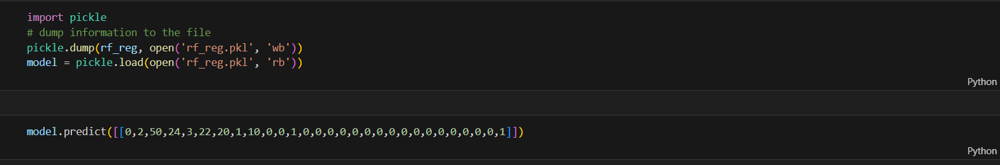 import pickle
# dump information to the file
pickle.dump(rf_reg, open('rf_reg.pkl', 'wb'))
model = pickle.load(open('rf_reg.pkl', 'rb'))
Python
model.predict([[0,2,50,24,3,22,20,1,10,0,0,1,0,0,0,0,0,0,0,0,0,0,0,0,0,0,0,0,1]])
Python